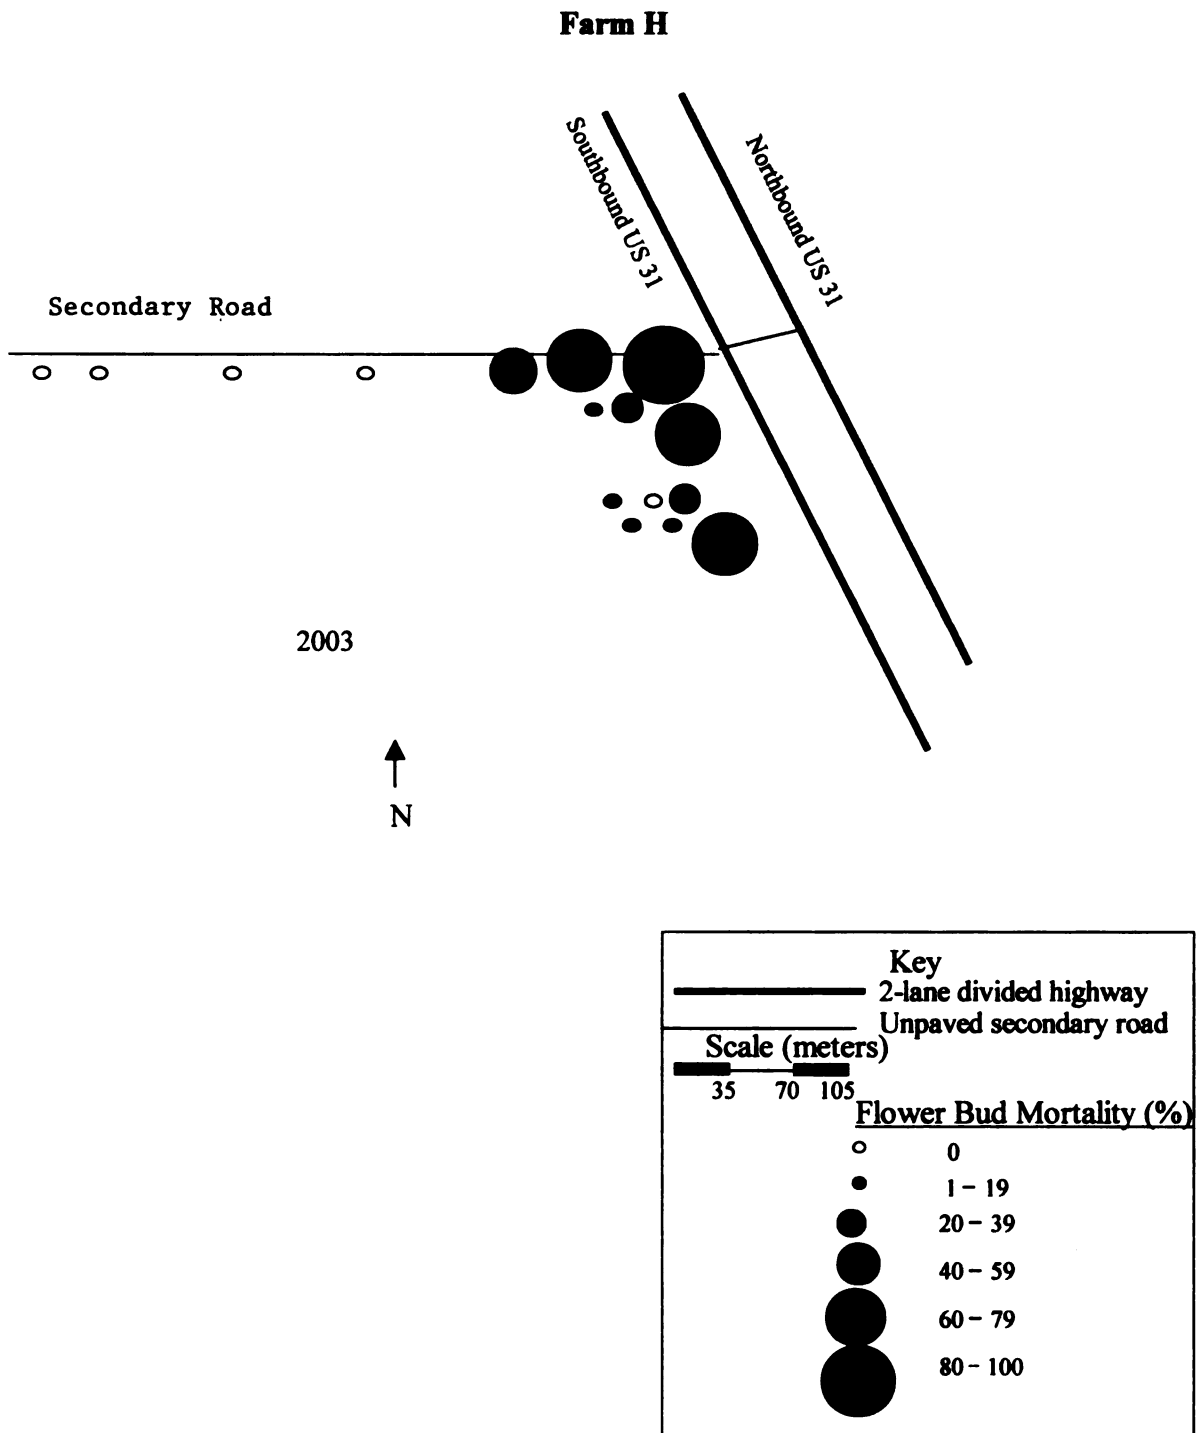 Farm H
Southbound US 31
Northbound US 31
Secondary Road
2003
N
Key
2-lane divided highway
Unpaved secondary road
Scale (meters)
35 70 105
Flower Bud Mortality (%)
0
1 – 19
20 – 39
40 – 59
60 – 79
80 – 100